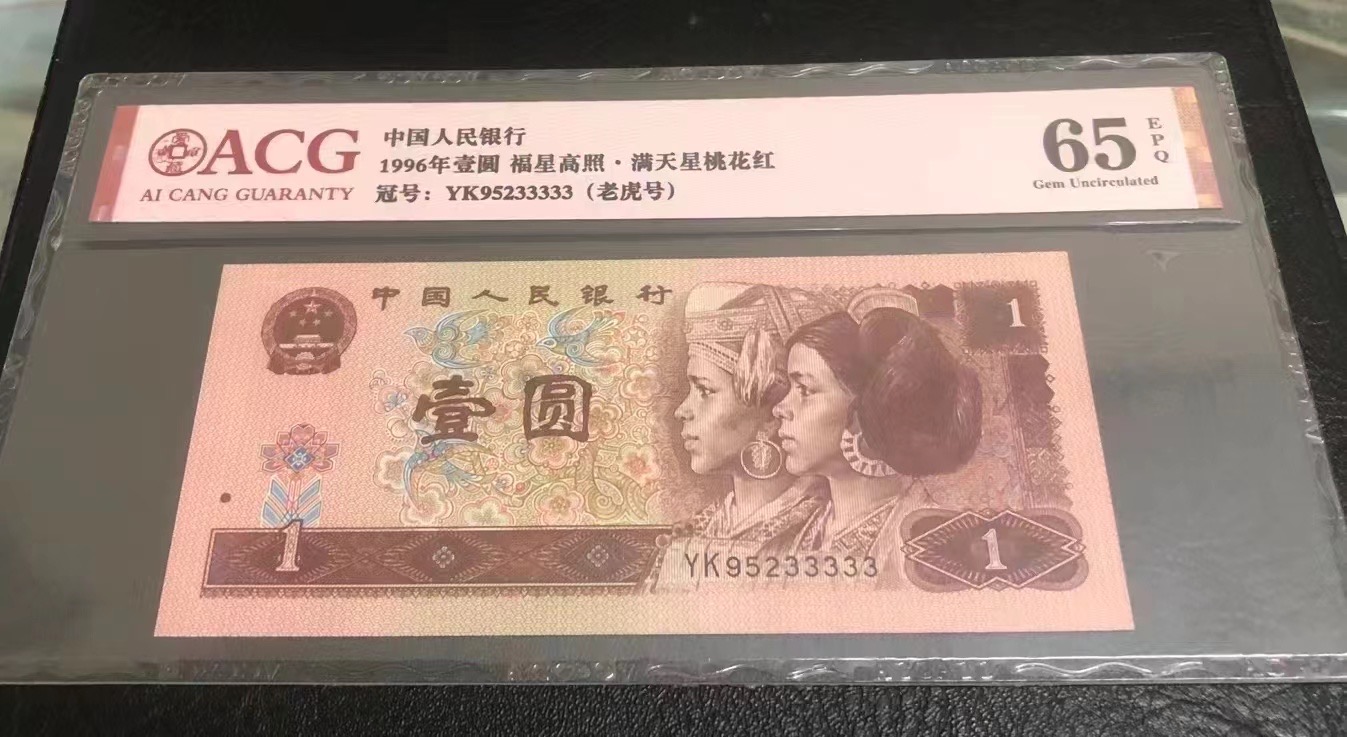 ACG
AI CANG GUARANTY
中国人民银行
1996年壹圆 福星高照·满天星桃花红
冠号：YK95233333（老虎号）
65
EPQ
Gem Uncirculated
中国人民银行
1
壹圆
1
YK95233333
1